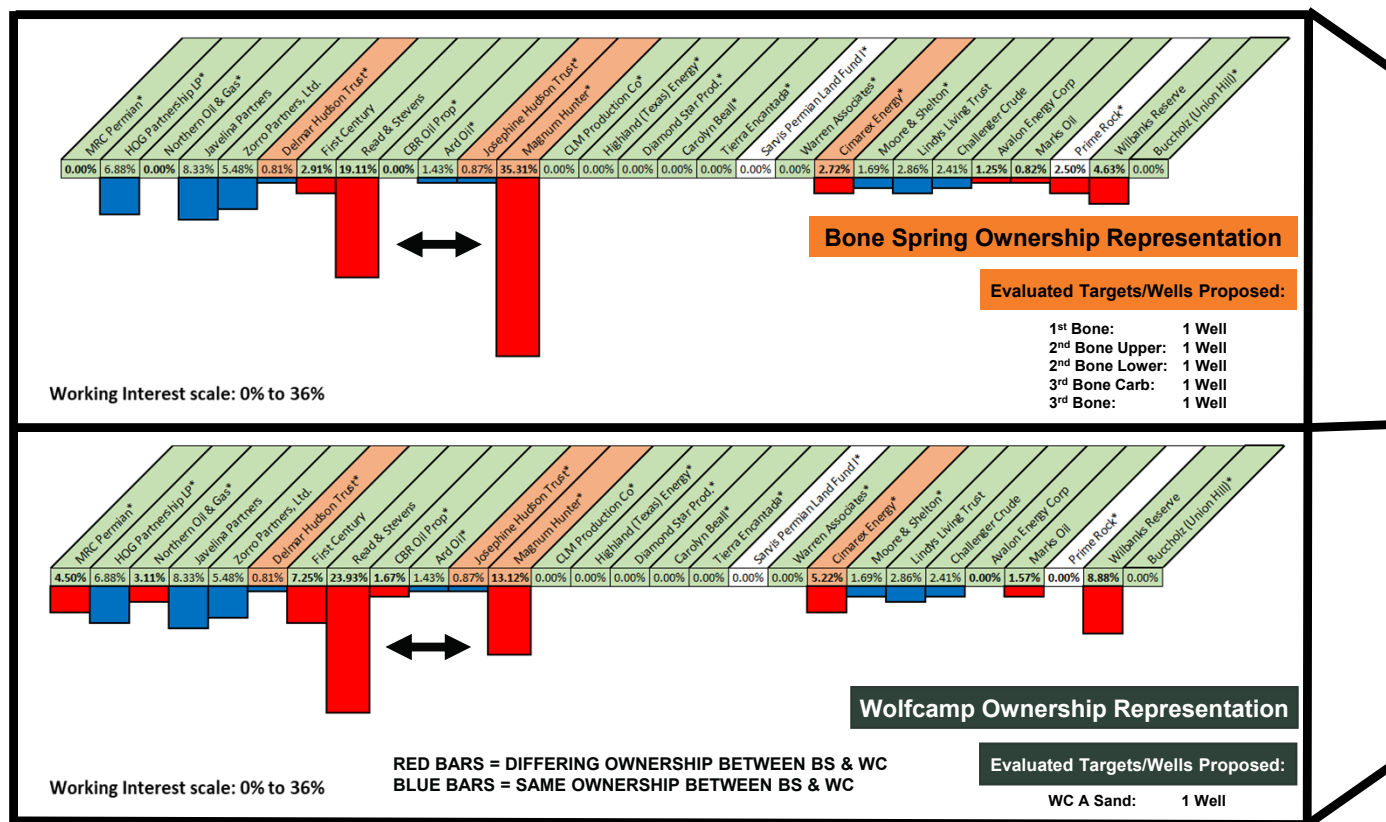 MRC Permian*
HOG Partnership LP*
Northern Oil & Gas*
Javelina Partners
Zorro Partners, Ltd.
Delmar Hudson Trust*
First Century
Read & Stevens
CBR Oil Prop*
Ard Oil*
Josephine Hudson Trust*
Magnum Hunter*
CLM Production Co*
Highland (Texas) Energy*
Diamond Star Prod.*
Carolyn Beall*
Tierra Encantada*
Sarvis Permian Land Fund I*
Warren Associates*
Cimarex Energy*
Moore & Shelton*
Lindys Living Trust
Challenger Crude
Avalon Energy Corp
Marks Oil
Prime Rock*
Wilbanks Reserve
Buccholz (Union Hill)*
0.00% 6.88% 0.00% 8.33% 5.48% 0.81% 2.91% 19.11% 0.00% 1.43% 0.87% 35.31% 0.00% 0.00% 0.00% 0.00% 0.00% 0.00% 0.00% 2.72% 1.69% 2.86% 2.41% 1.25% 0.82% 2.50% 4.63% 0.00%
Bone Spring Ownership Representation
Evaluated Targets/Wells Proposed:
1st Bone: 1 Well
2nd Bone Upper: 1 Well
2nd Bone Lower: 1 Well
3rd Bone Carb: 1 Well
3rd Bone: 1 Well
Working Interest scale: 0% to 36%
MRC Permian*
HOG Partnership LP*
Northern Oil & Gas*
Javelina Partners
Zorro Partners, Ltd.
Delmar Hudson Trust*
First Century
Read & Stevens
CBR Oil Prop*
Ard Oil*
Josephine Hudson Trust*
Magnum Hunter*
CLM Production Co*
Highland (Texas) Energy*
Diamond Star Prod.*
Carolyn Beall*
Tierra Encantada*
Sarvis Permian Land Fund I*
Warren Associates*
Cimarex Energy*
Moore & Shelton*
Lindys Living Trust
Challenger Crude
Avalon Energy Corp
Marks Oil
Prime Rock*
Wilbanks Reserve
Buccholz (Union Hill)*
4.50% 6.88% 3.11% 8.33% 5.48% 0.81% 7.25% 23.93% 1.67% 1.43% 0.87% 13.12% 0.00% 0.00% 0.00% 0.00% 0.00% 0.00% 0.00% 5.22% 1.69% 2.86% 2.41% 0.00% 1.57% 0.00% 8.88% 0.00%
Wolfcamp Ownership Representation
RED BARS = DIFFERING OWNERSHIP BETWEEN BS & WC
BLUE BARS = SAME OWNERSHIP BETWEEN BS & WC
Evaluated Targets/Wells Proposed:
WC A Sand: 1 Well
Working Interest scale: 0% to 36%